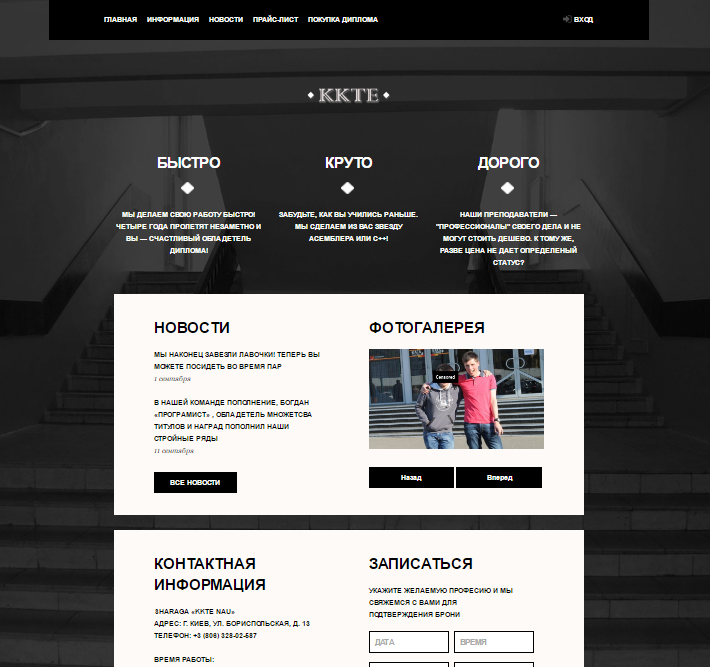 ГЛАВНАЯ ИНФОРМАЦИЯ НОВОСТИ ПРАЙС-ЛИСТ ПОКУПКА ДИПЛОМА ВХОД
ККТЕ
БЫСТРО
МЫ ДЕЛАЕМ СВОЮ РАБОТУ БЫСТРО!
ЧЕТЫРЕ ГОДА ПРОЛЕТЯТ НЕЗАМЕТНО И
ВЫ — СЧАСТЛИВЫЙ ОБЛАДЕТЕЛЬ
ДИПЛОМА!
КРУТО
ЗАБУДЬТЕ, КАК ВЫ УЧИЛИСЬ РАНЬШЕ.
МЫ СДЕЛАЕМ ИЗ ВАС ЗВЕЗДУ
АСЕМБЛЕРА ИЛИ С++!
ДОРОГО
НАШИ ПРЕПОДАВАТЕЛИ —
"ПРОФЕССИОНАЛЫ" СВОЕГО ДЕЛА И НЕ
МОГУТ СТОИТЬ ДЕШЕВО. К ТОМУ ЖЕ,
РАЗВЕ ЦЕНА НЕ ДАЕТ ОПРЕДЕЛЕНЫЙ
СТАТУС?
НОВОСТИ
МЫ НАКОНЕЦ ЗАВЕЗЛИ ЛАВОЧКИ! ТЕПЕРЬ ВЫ
МОЖЕТЕ ПОСИДЕТЬ ВО ВРЕМЯ ПАР
1 сентября
В НАШЕЙ КОМАНДЕ ПОПОЛНЕНИЕ, БОГДАН
«ПРОГРАМИСТ» , ОБЛАДЕТЕЛЬ МНОЖЕТСВА
ТИТУЛОВ И НАГРАД ПОПОЛНИЛ НАШИ
СТРОЙНЫЕ РЯДЫ
11 сентября
ВСЕ НОВОСТИ
ФОТОГАЛЕРЕЯ
Censored
Назад Вперед
КОНТАКТНАЯ
ИНФОРМАЦИЯ
SHARAGA «KKTE NAU»
АДРЕС: Г. КИЕВ, УЛ. БОРИСПОЛЬСКАЯ, Д. 13
ТЕЛЕФОН: +3 (806) 328-02-587
ВРЕМЯ РАБОТЫ:
ЗАПИСАТЬСЯ
УКАЖИТЕ ЖЕЛАЕМУЮ ПРОФЕСИЮ И МЫ
СВЯЖЕМСЯ С ВАМИ ДЛЯ
ПОДТВЕРЖДЕНИЯ БРОНИ
ДАТА ВРЕМЯ